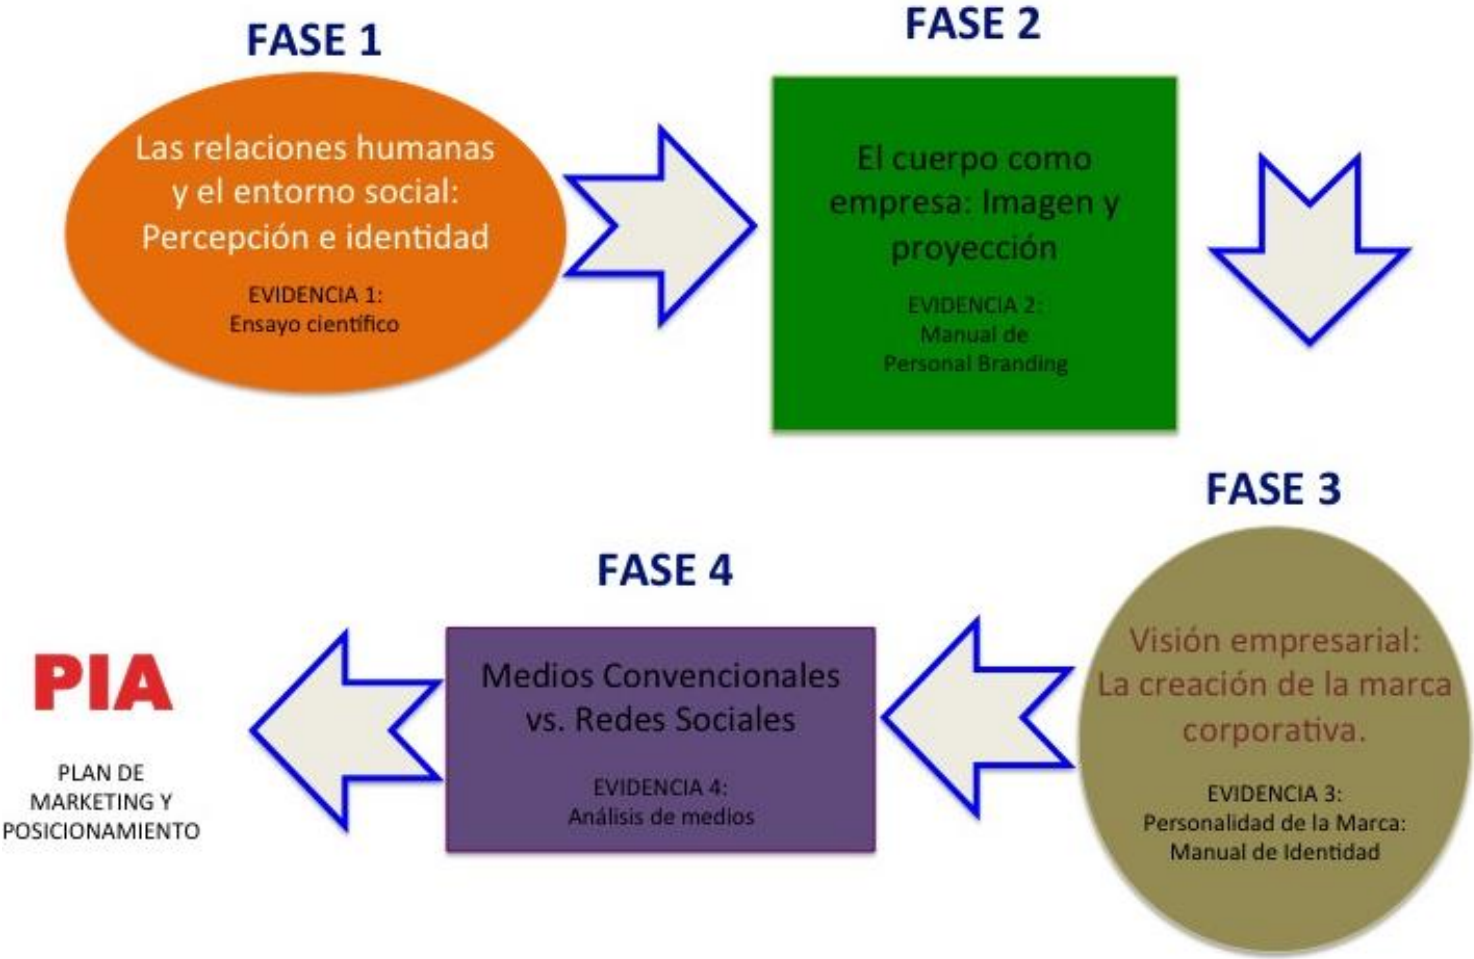 FASE 1
Las relaciones humanas
y el entorno social:
Percepción e identidad
EVIDENCIA 1:
Ensayo científico
FASE 2
El cuerpo como
empresa: Imagen y
proyección
EVIDENCIA 2:
Manual de
Personal Branding
FASE 3
Visión empresarial:
La creación de la marca
corporativa.
EVIDENCIA 3:
Personalidad de la Marca:
Manual de Identidad
FASE 4
Medios Convencionales
vs. Redes Sociales
EVIDENCIA 4:
Análisis de medios
PIA
PLAN DE
MARKETING Y
POSICIONAMIENTO